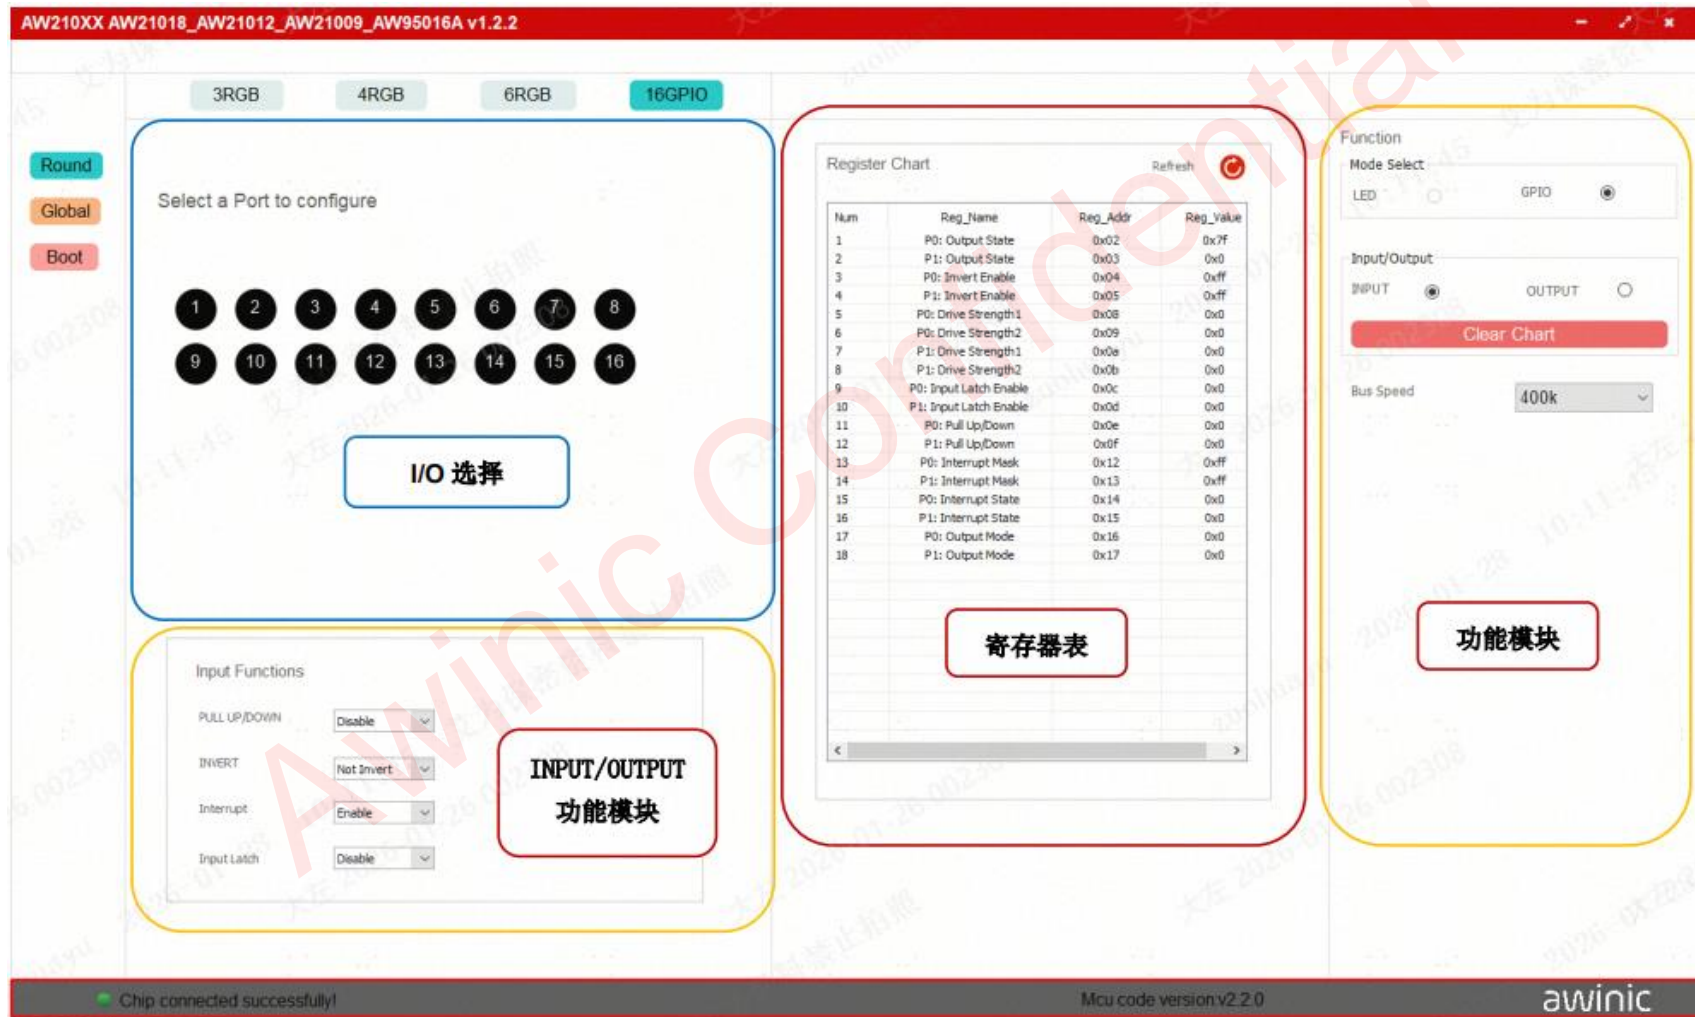 AW210XX AW21018_AW21012_AW21009_AW95016A v1.2.2
3RGB 4RGB 6RGB 16GPIO
Round
Global
Boot
Select a Port to configure
1 2 3 4 5 6 7 8
9 10 11 12 13 14 15 16
I/O 选择
Input Functions
PULL UP/DOWN Disable
INVERT Not Invert
Interrupt Enable
Input Latch Disable
INPUT/OUTPUT
功能模块
Register Chart Refresh
Num Reg_Name Reg_Addr Reg_Value
1 P0: Output State 0x02 0x7f
2 P1: Output State 0x03 0x0
3 P0: Invert Enable 0x04 0xff
4 P1: Invert Enable 0x05 0xff
5 P0: Drive Strength1 0x08 0x0
6 P0: Drive Strength2 0x09 0x0
7 P1: Drive Strength1 0x0a 0x0
8 P1: Drive Strength2 0x0b 0x0
9 P0: Input Latch Enable 0x0c 0x0
10 P1: Input Latch Enable 0x0d 0x0
11 P0: Pull Up/Down 0x0e 0x0
12 P1: Pull Up/Down 0x0f 0x0
13 P0: Interrupt Mask 0x12 0xff
14 P1: Interrupt Mask 0x13 0xff
15 P0: Interrupt State 0x14 0x0
16 P1: Interrupt State 0x15 0x0
17 P0: Output Mode 0x16 0x0
18 P1: Output Mode 0x17 0x0
寄存器表
Function
Mode Select
LED GPIO
Input/Output
INPUT OUTPUT
Clear Chart
Bus Speed 400k
功能模块
Awinic Confidential
Chip connected successfully! Mcu code version:v2.2.0 awinic